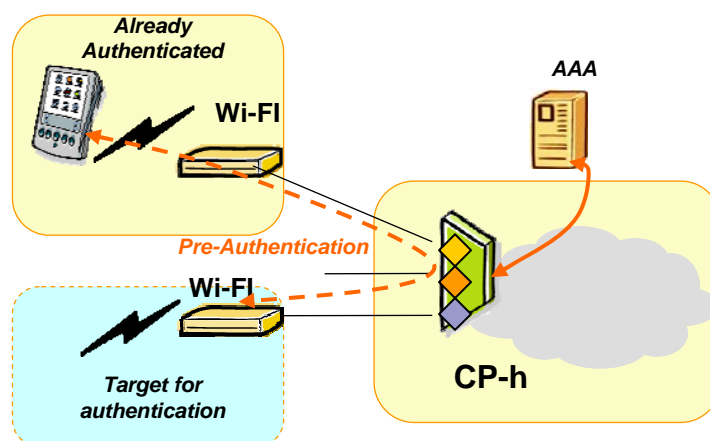 Already
Authenticated
AAA
Wi-FI
Pre-Authentication
Wi-FI
CP-h
Target for
authentication